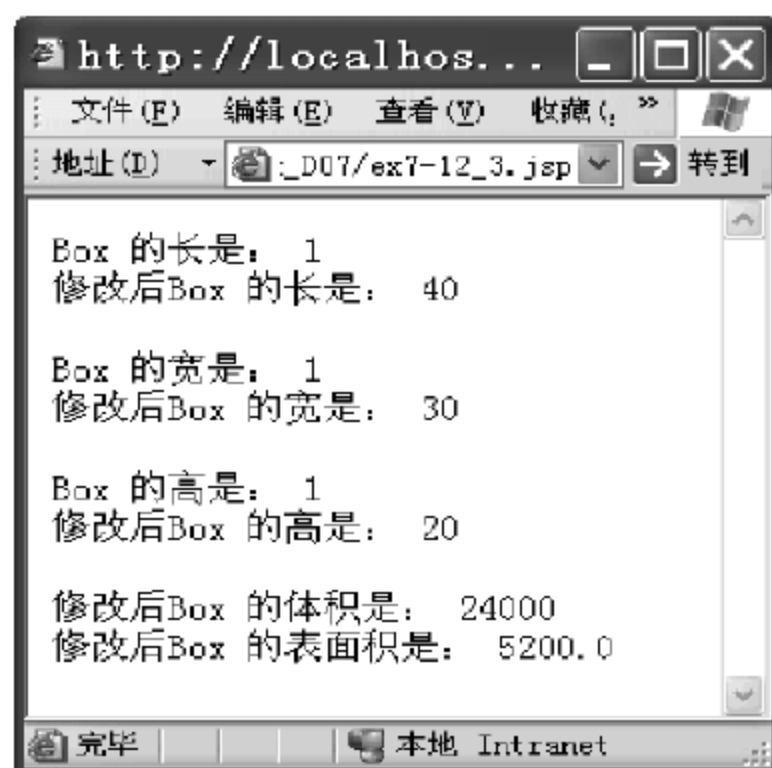 http://localhos...
文件(F) 编辑(E) 查看(V) 收藏(. »
地址(D) :_D07/ex7-12_3.jsp 转到
Box 的长是： 1
修改后Box 的长是： 40
Box 的宽是： 1
修改后Box 的宽是： 30
Box 的高是： 1
修改后Box 的高是： 20
修改后Box 的体积是： 24000
修改后Box 的表面积是： 5200.0
完毕 本地 Intranet